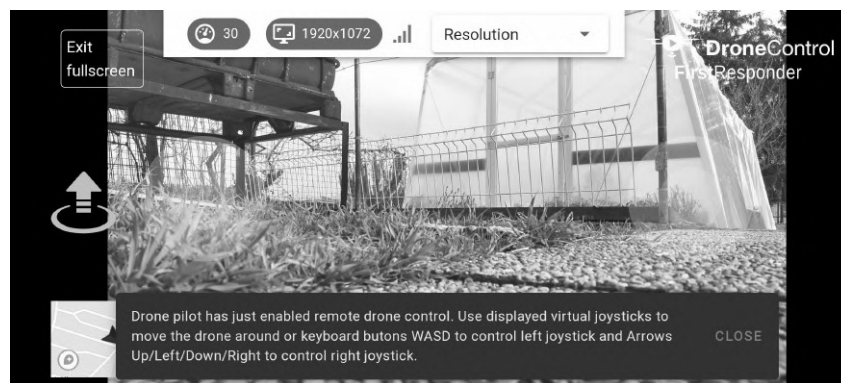 Exit
fullscreen
30
1920x1072
Resolution
DroneControl
FirstResponder
Drone pilot has just enabled remote drone control. Use displayed virtual joysticks to
move the drone around or keyboard butons WASD to control left joystick and Arrows
Up/Left/Down/Right to control right joystick.
CLOSE